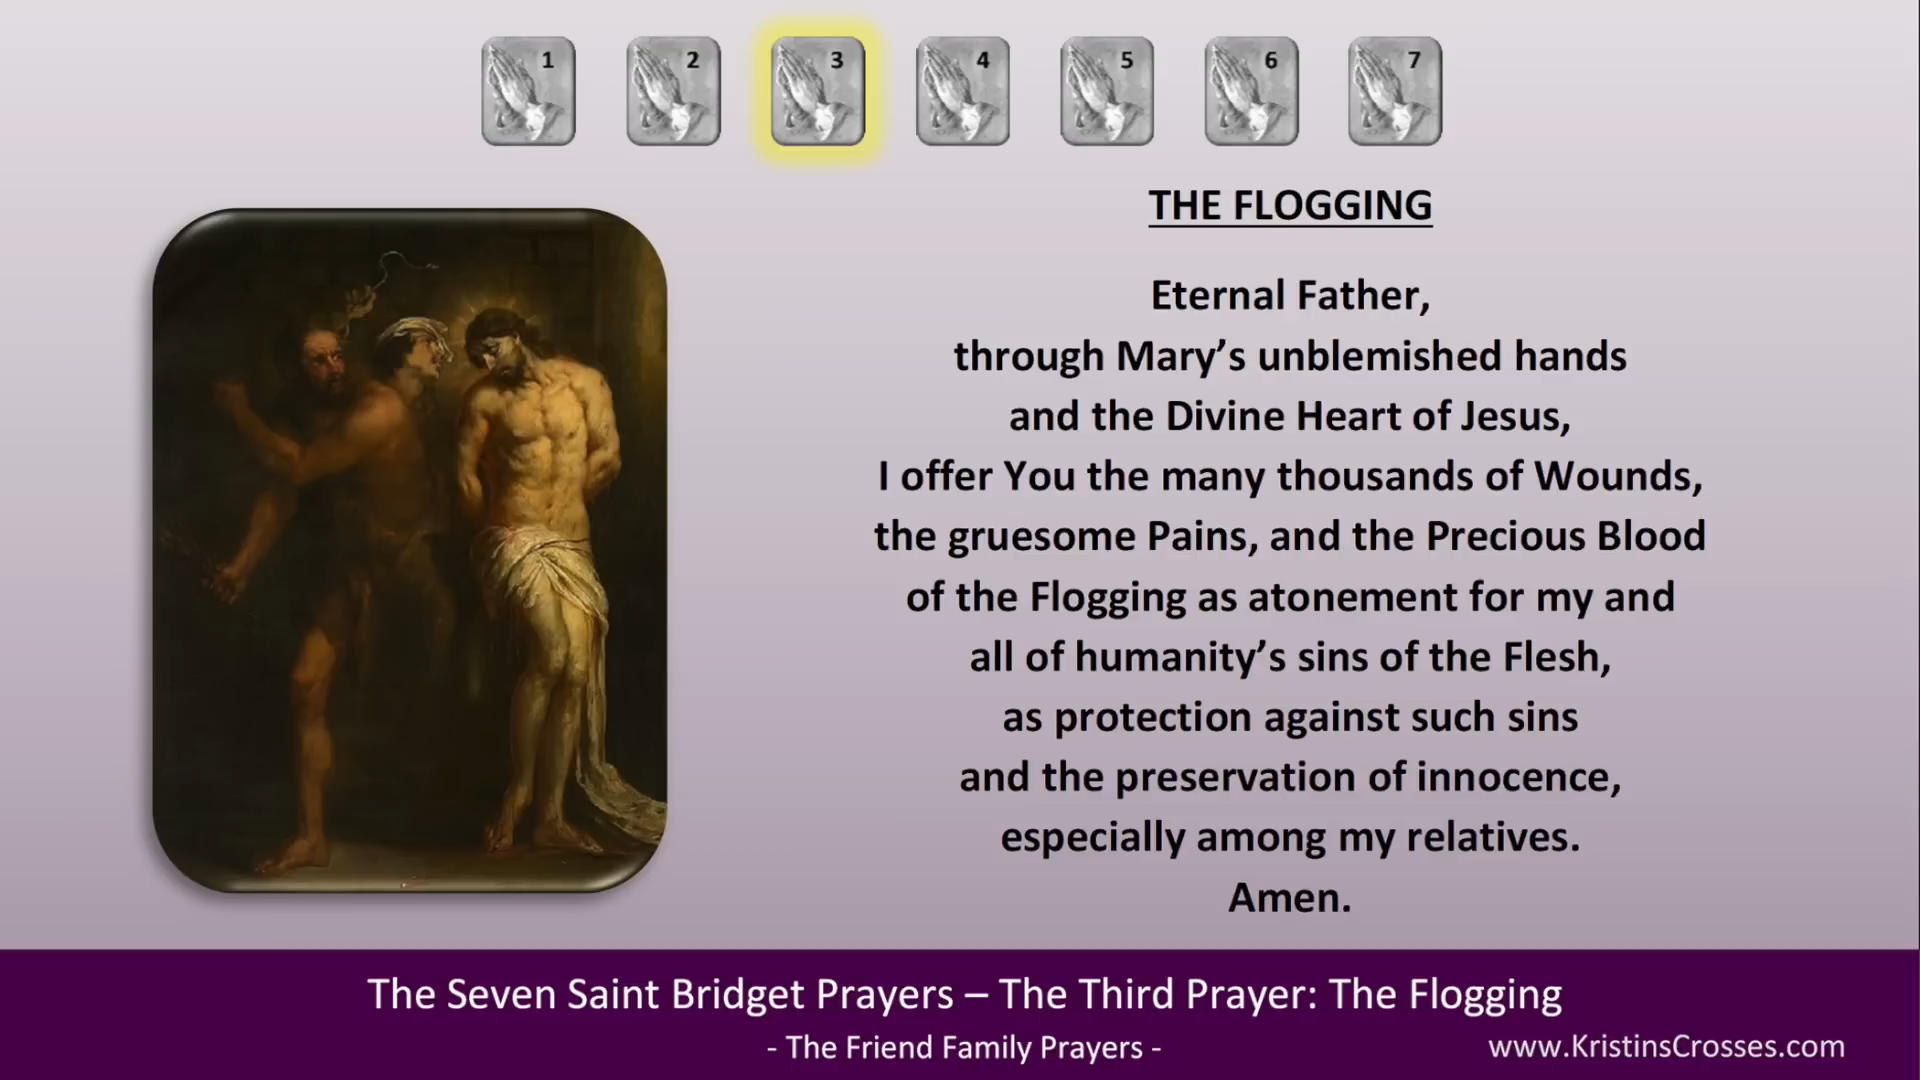 1 2 3 4 5 6 7
THE FLOGGING
Eternal Father,
through Mary’s unblemished hands
and the Divine Heart of Jesus,
I offer You the many thousands of Wounds,
the gruesome Pains, and the Precious Blood
of the Flogging as atonement for my and
all of humanity’s sins of the Flesh,
as protection against such sins
and the preservation of innocence,
especially among my relatives.
Amen.
The Seven Saint Bridget Prayers – The Third Prayer: The Flogging
- The Friend Family Prayers -
www.KristinsCrosses.com